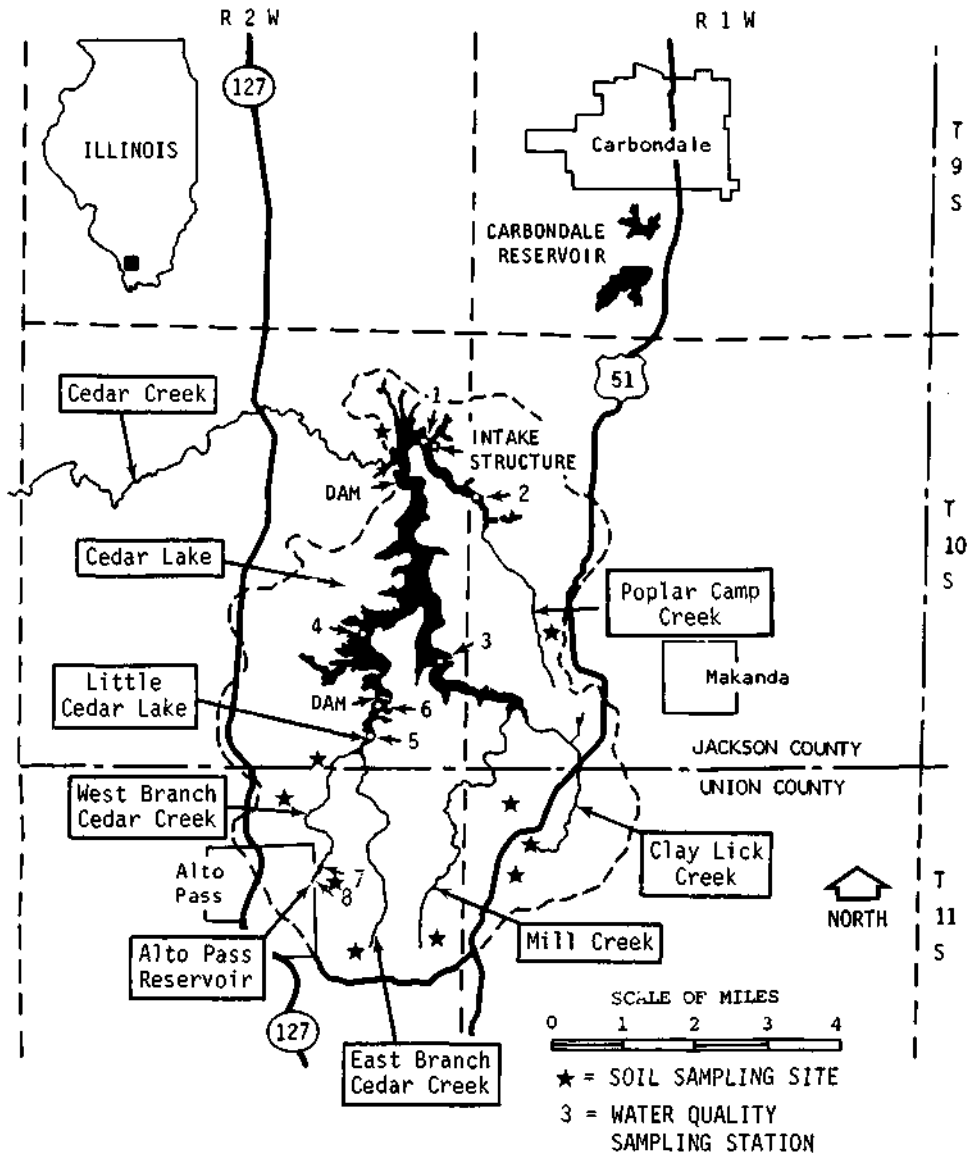 R 2 W
R 1 W
127
ILLINOIS
Carbondale
T
9
S
CARBONDALE
RESERVOIR
51
Cedar Creek
1
INTAKE
STRUCTURE
DAM
2
T
10
S
Cedar Lake
Poplar Camp
Creek
4
3
Makanda
Little
Cedar Lake
DAM
6
5
JACKSON COUNTY
UNION COUNTY
West Branch
Cedar Creek
Clay Lick
Creek
Alto
Pass
7
8
NORTH
T
11
S
Alto Pass
Reservoir
Mill Creek
127
East Branch
Cedar Creek
SCALE OF MILES
0 1 2 3 4
★ = SOIL SAMPLING SITE
3 = WATER QUALITY
SAMPLING STATION